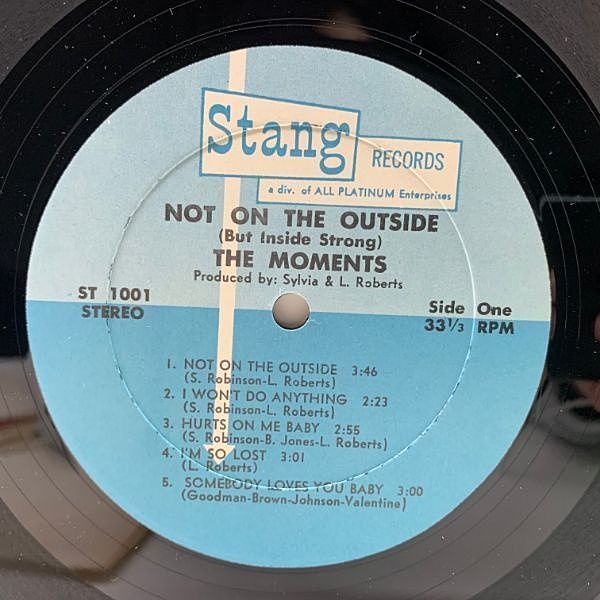 Stang
RECORDS
a div. of ALL PLATINUM Enterprises
NOT ON THE OUTSIDE
(But Inside Strong)
THE MOMENTS
Produced by: Sylvia & L. Roberts
ST 1001
STEREO
Side One
33⅓ RPM
1. NOT ON THE OUTSIDE 3:46
(S. Robinson-L. Roberts)
2. I WON'T DO ANYTHING 2:23
(S. Robinson-L. Roberts)
3. HURTS ON ME BABY 2:55
(S. Robinson-B. Jones-L. Roberts)
4. I'M SO LOST 3:01
(L. Roberts)
5. SOMEBODY LOVES YOU BABY 3:00
(Goodman-Brown-Johnson-Valentine)